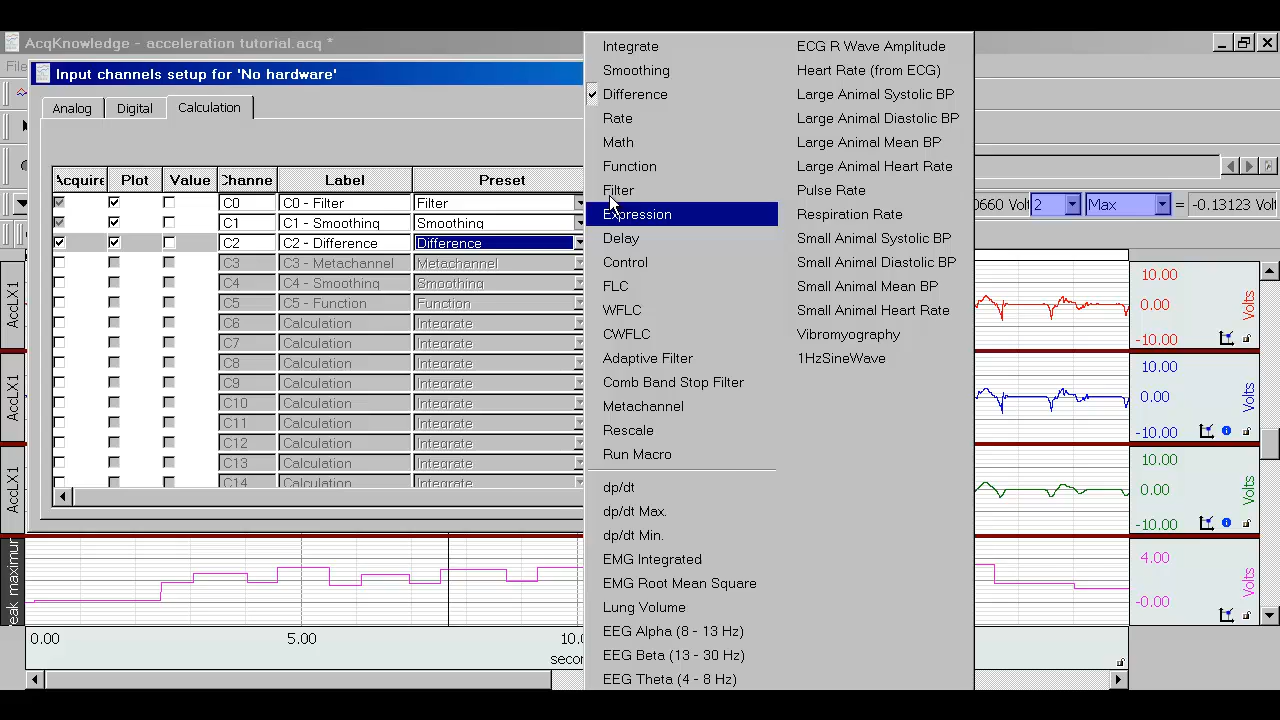 AcqKnowledge - acceleration tutorial.acq *
File
Input channels setup for 'No hardware'
Analog
Digital
Calculation
Acquire Plot Value Channe Label Preset
C0 C0 - Filter Filter
C1 C1 - Smoothing Smoothing
C2 C2 - Difference Difference
C3 C3 - Metachannel Metachannel
C4 C4 - Smoothing Smoothing
C5 C5 - Function Function
C6 Calculation Integrate
C7 Calculation Integrate
C8 Calculation Integrate
C9 Calculation Integrate
C10 Calculation Integrate
C11 Calculation Integrate
C12 Calculation Integrate
C13 Calculation Integrate
C14 Calculation Integrate
Integrate
Smoothing
Difference
Rate
Math
Function
Filter
Expression
Delay
Control
FLC
WFLC
CWFLC
Adaptive Filter
Comb Band Stop Filter
Metachannel
Rescale
Run Macro
dp/dt
dp/dt Max.
dp/dt Min.
EMG Integrated
EMG Root Mean Square
Lung Volume
EEG Alpha (8 - 13 Hz)
EEG Beta (13 - 30 Hz)
EEG Theta (4 - 8 Hz)
ECG R Wave Amplitude
Heart Rate (from ECG)
Large Animal Systolic BP
Large Animal Diastolic BP
Large Animal Mean BP
Large Animal Heart Rate
Pulse Rate
Respiration Rate
Small Animal Systolic BP
Small Animal Diastolic BP
Small Animal Mean BP
Small Animal Heart Rate
Vibromyography
1HzSineWave
0660 Volt 2 Max = -0.13123 Volt
AccLX1
10.00
0.00
-10.00
Volts
AccLX1
10.00
0.00
-10.00
Volts
AccLX1
10.00
0.00
-10.00
Volts
eak maximum
4.00
-0.00
Volts
0.00 5.00 10.0
secon